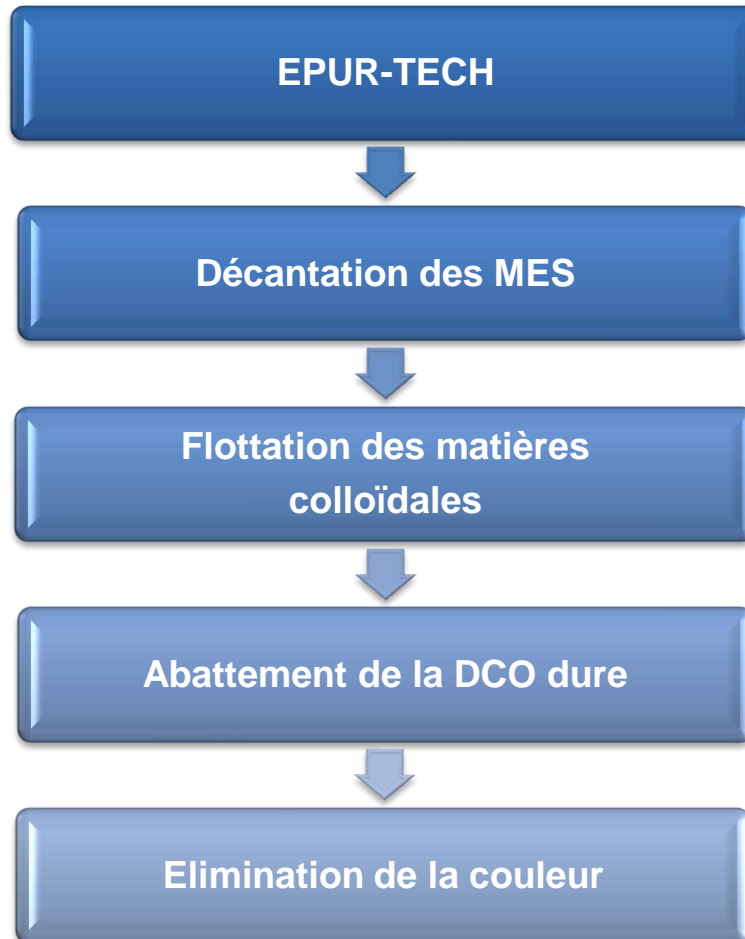 EPUR-TECH
Décantation des MES
Flottation des matières
colloïdales
Abattement de la DCO dure
Elimination de la couleur